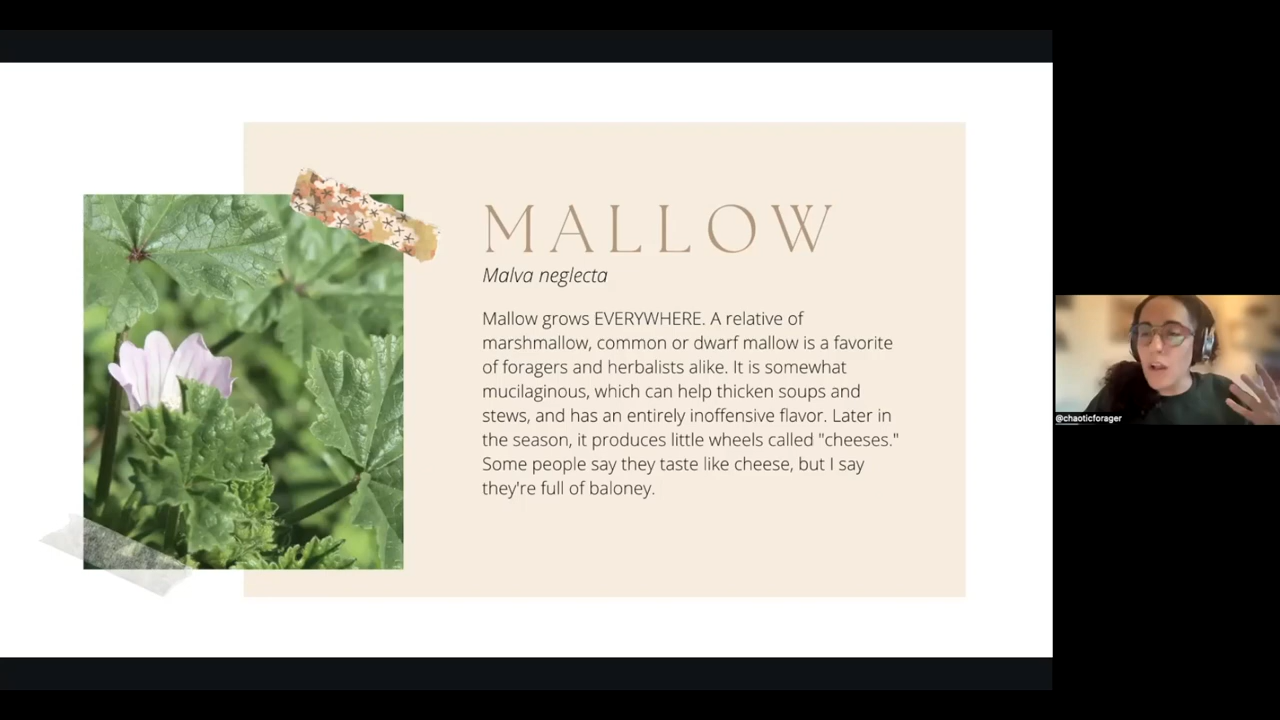 MALLOW
Malva neglecta
Mallow grows EVERYWHERE. A relative of
marshmallow, common or dwarf mallow is a favorite
of foragers and herbalists alike. It is somewhat
mucilaginous, which can help thicken soups and
stews, and has an entirely inoffensive flavor. Later in
the season, it produces little wheels called "cheeses."
Some people say they taste like cheese, but I say
they're full of baloney.
@chaoticforager